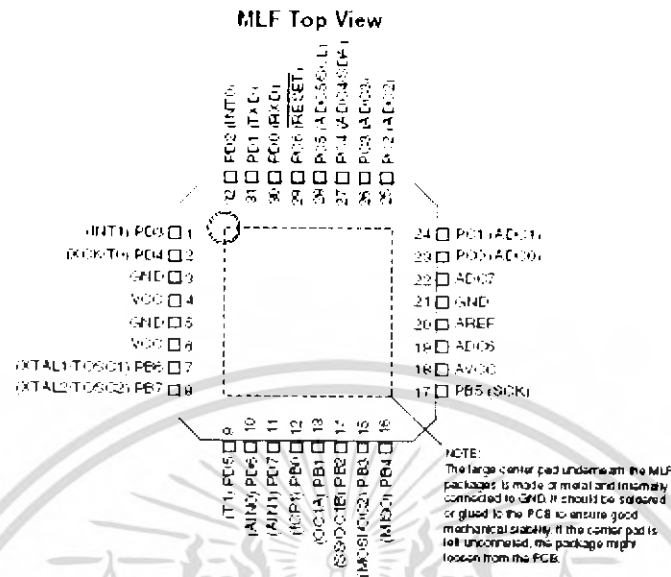 MLF Top View
PD2 (INT0)
PD1 (TXD)
PD0 (RXD)
PC6 (RESET)
PC5 (ADC5/SCL)
PC4 (ADC4/SDA)
PC3 (ADC3)
PC2 (ADC2)
32
31
30
29
28
27
26
25
(INT1) PD3 1
(XCK/T0) PD4 2
GND 3
VCC 4
GND 5
VCC 6
(XTAL1/TOSC1) PB6 7
(XTAL2/TOSC2) PB7 8
24 PC1 (ADC1)
23 PC0 (ADC0)
22 ADC7
21 GND
20 AREF
19 ADC6
18 AVCC
17 PB5 (SCK)
9
10
11
12
13
14
15
16
(T1) PD5
(AIN0) PD6
(AIN1) PD7
(ICP1) PB0
(OC1A) PB1
(SS/OC1B) PB2
(MOSI/OC2) PB3
(MISO) PB4
NOTE:
The large center pad underneath the MLF
packages is made of metal and internally
connected to GND. It should be soldered
or glued to the PCB to ensure good
mechanical stability. If the center pad is
left unconneted, the package might
loosen from the PCB.